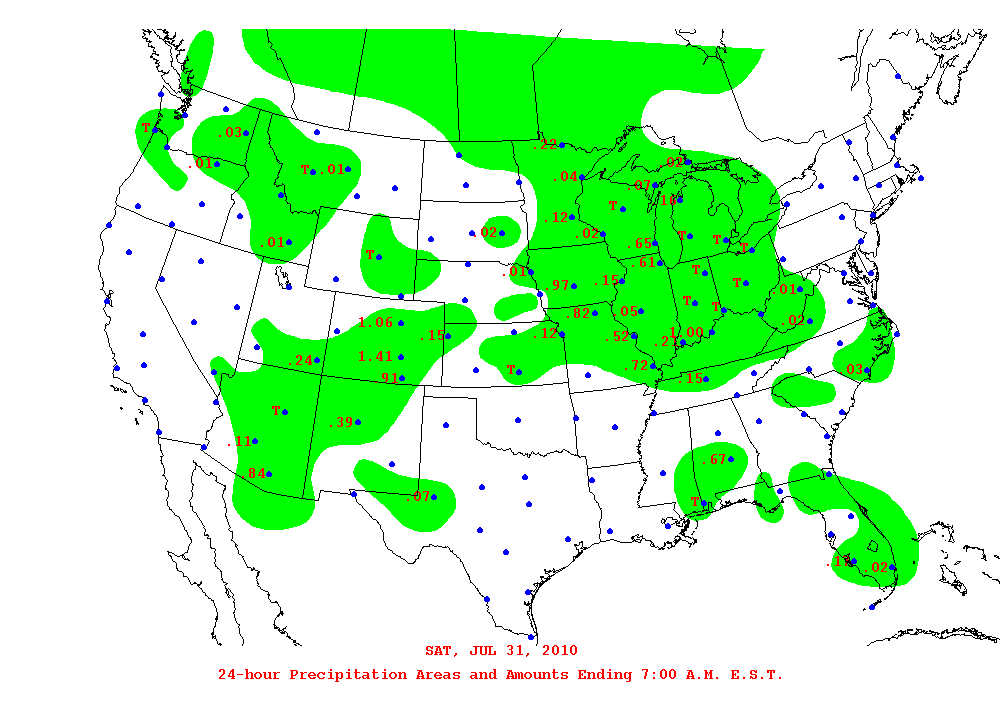 T
.03
.22
.01
T .01
.02
.04
.07
.16
T
.12
.02
.02
.65
T
T
T
.01
T
.61
.01
T
.97
.15
T
.01
T
T
.82
.05
.02
1.06
.15
.12
.52
.21
1.00
1.41
.24
.72
.91
T
.15
.03
T
.39
.11
.67
.84
.07
T
.02
SAT, JUL 31, 2010
24-hour Precipitation Areas and Amounts Ending 7:00 A.M. E.S.T.